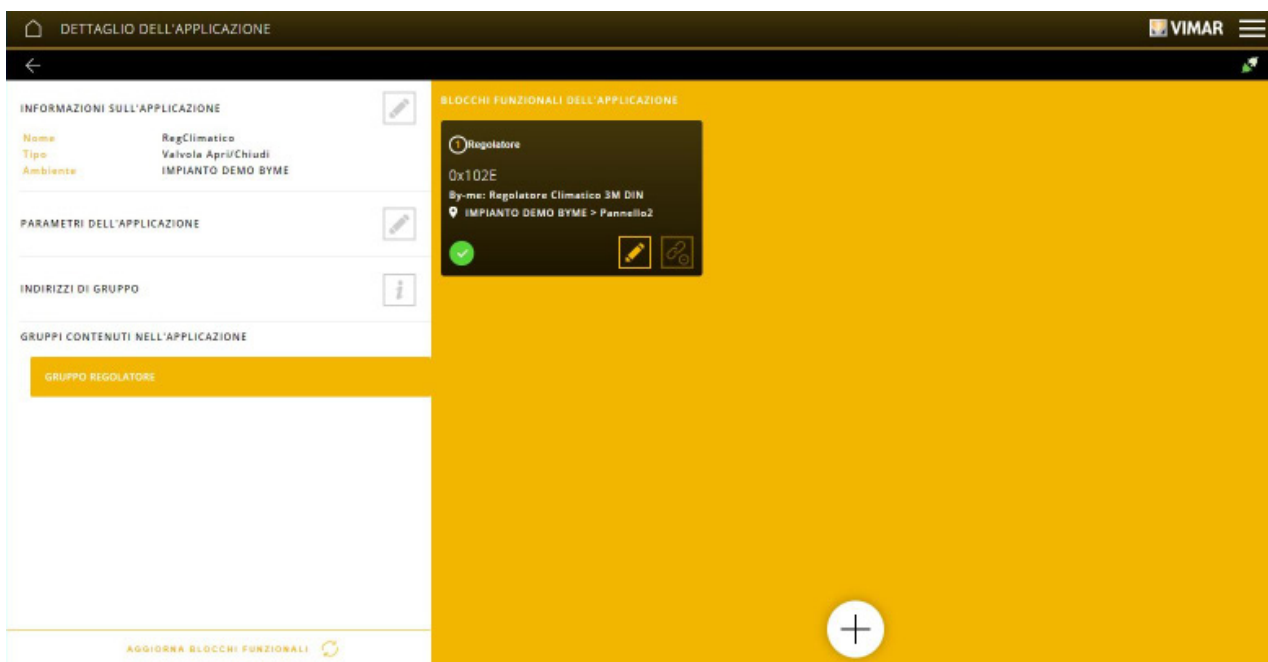 DETTAGLIO DELL'APPLICAZIONE
VIMAR
INFORMAZIONI SULL'APPLICAZIONE
Nome RegClimatico
Tipo Valvola Apri/Chiudi
Ambiente IMPIANTO DEMO BYME
PARAMETRI DELL'APPLICAZIONE
INDIRIZZI DI GRUPPO
i
GRUPPI CONTENUTI NELL'APPLICAZIONE
GRUPPO REGOLATORE
AGGIORNA BLOCCHI FUNZIONALI
BLOCCHI FUNZIONALI DELL'APPLICAZIONE
1 Regolatore
0x102E
By-me: Regolatore Climatico 3M DIN
IMPIANTO DEMO BYME > Pannello2